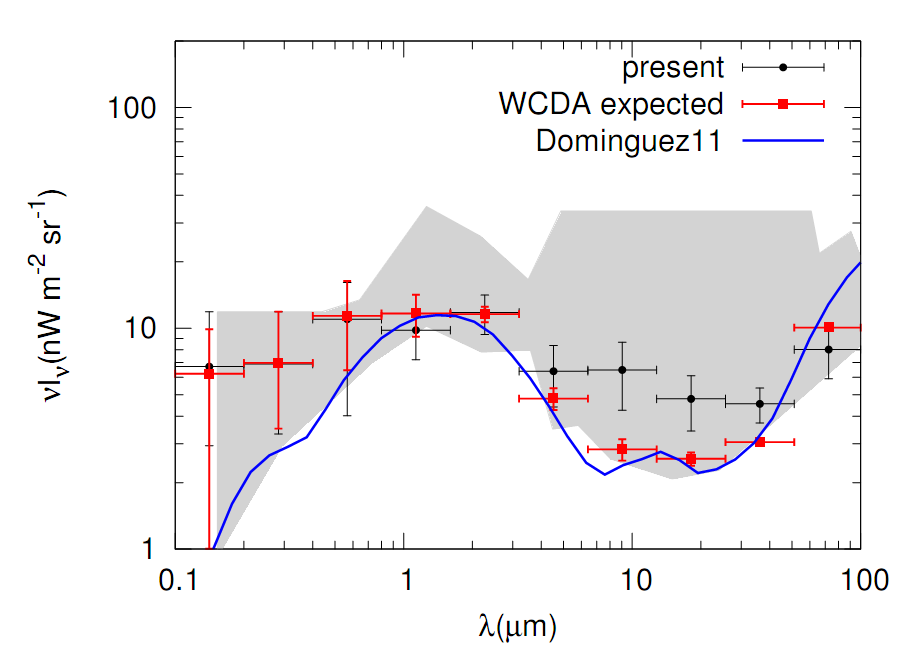 present
WCDA expected
Dominguez11
100
10
1
νIν(nW m-2 sr-1)
0.1 1 10 100
λ(μm)